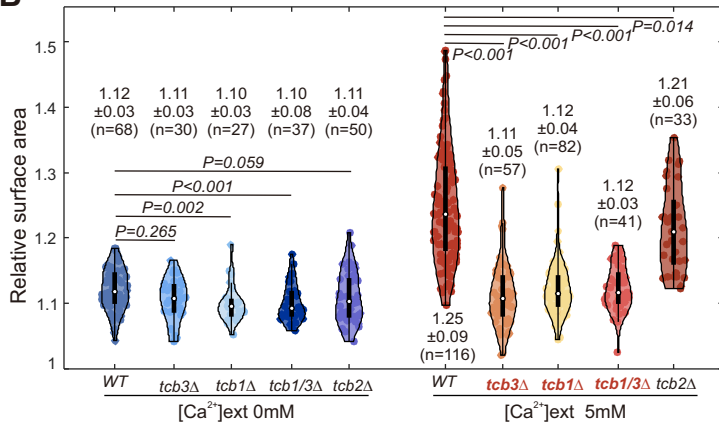 B
P=0.014
P<0.001
P<0.001
P<0.001
1.5
1.4
1.3
1.2
1.1
1
Relative surface area
1.12
±0.03
(n=68)
1.11
±0.03
(n=30)
1.10
±0.03
(n=27)
1.10
±0.08
(n=37)
1.11
±0.04
(n=50)
P=0.059
P<0.001
P=0.002
P=0.265
1.25
±0.09
(n=116)
1.11
±0.05
(n=57)
1.12
±0.04
(n=82)
1.12
±0.03
(n=41)
1.21
±0.06
(n=33)
WT tcb3Δ tcb1Δ tcb1/3Δ tcb2Δ
[Ca²⁺]ext 0mM
WT tcb3Δ tcb1Δ tcb1/3Δ tcb2Δ
[Ca²⁺]ext 5mM